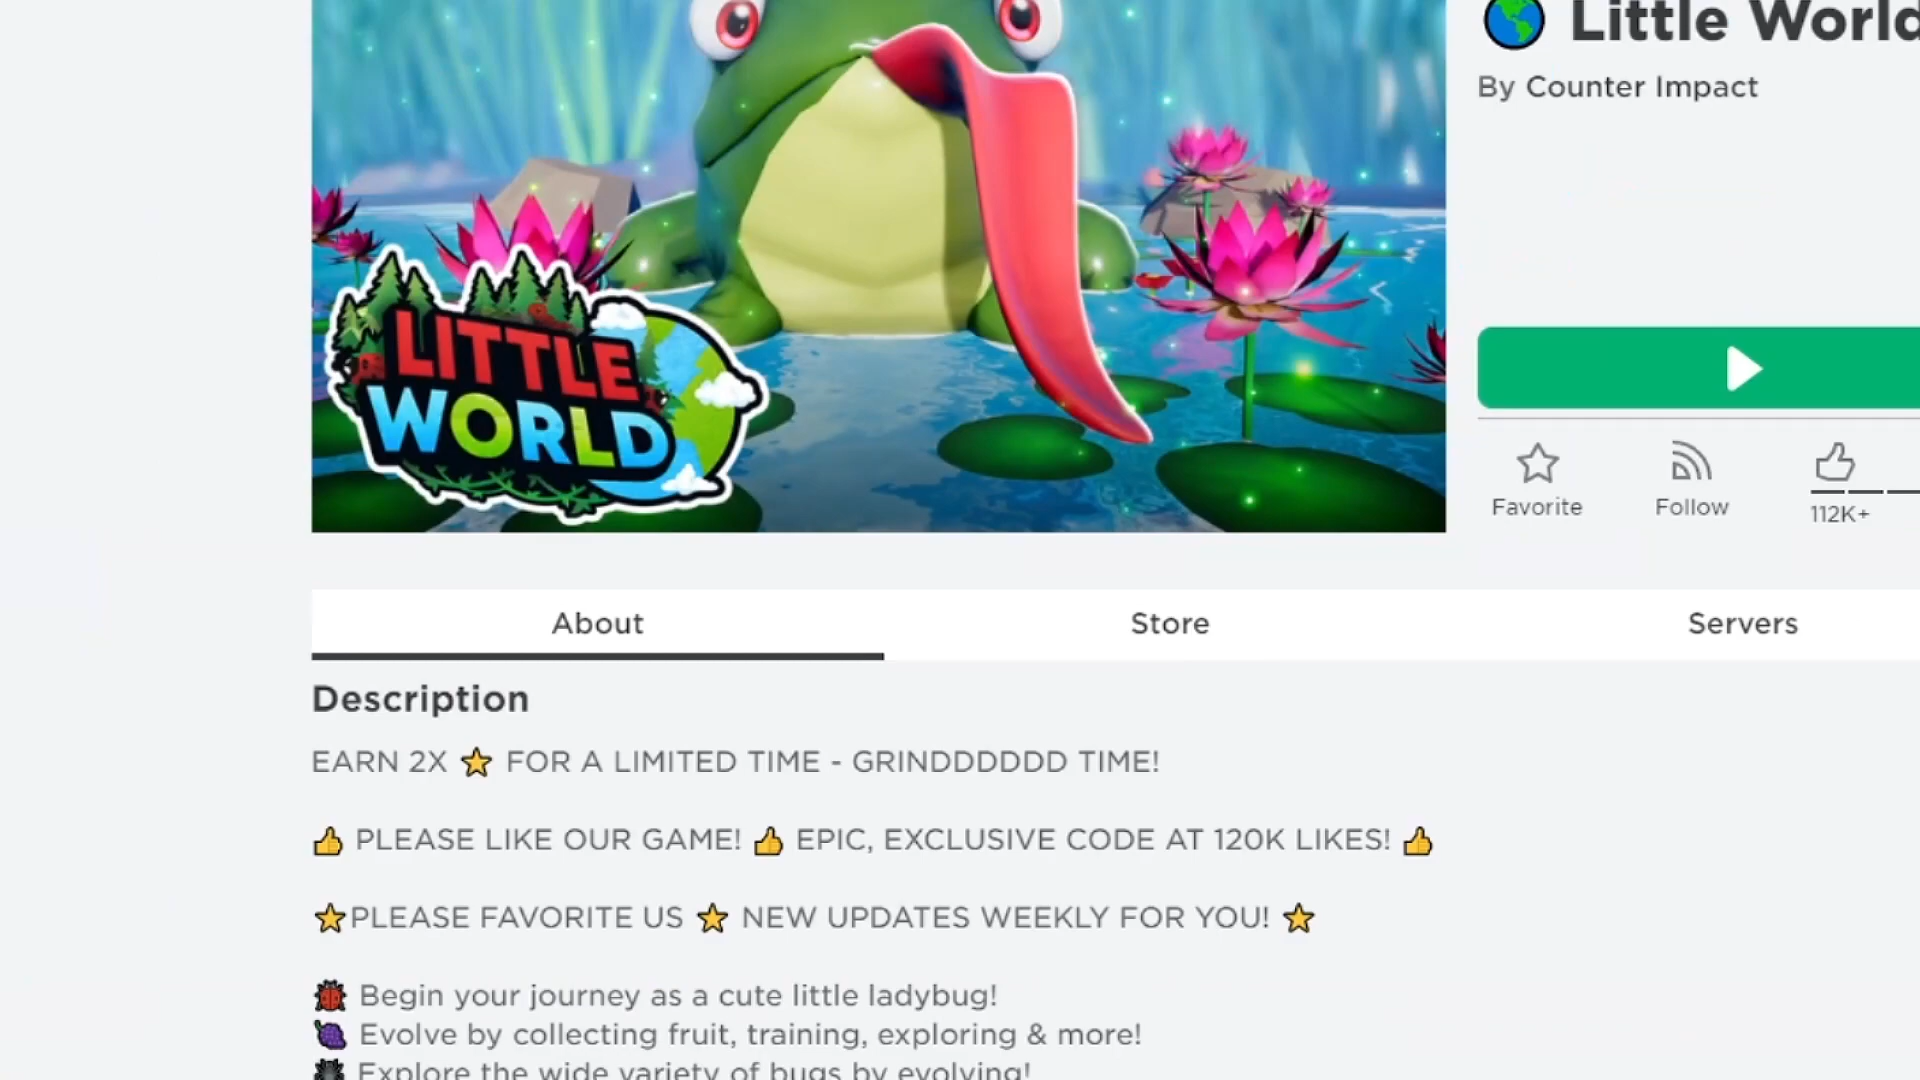 Little World
By Counter Impact
LITTLE
WORLD
Favorite
Follow
112K+
About
Store
Servers
Description
EARN 2X ⭐ FOR A LIMITED TIME - GRINDDDDDD TIME!
👍 PLEASE LIKE OUR GAME! 👍 EPIC, EXCLUSIVE CODE AT 120K LIKES! 👍
⭐PLEASE FAVORITE US ⭐ NEW UPDATES WEEKLY FOR YOU! ⭐
🐞 Begin your journey as a cute little ladybug!
🍇 Evolve by collecting fruit, training, exploring & more!
🕷 Explore the wide variety of bugs by evolving!